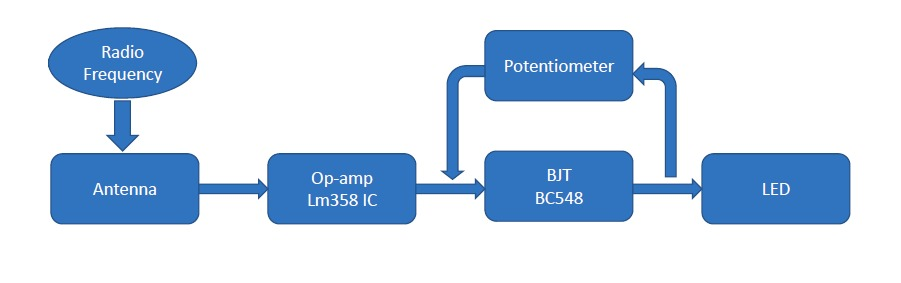 Radio
Frequency
Potentiometer
Antenna
Op-amp
Lm358 IC
BJT
BC548
LED